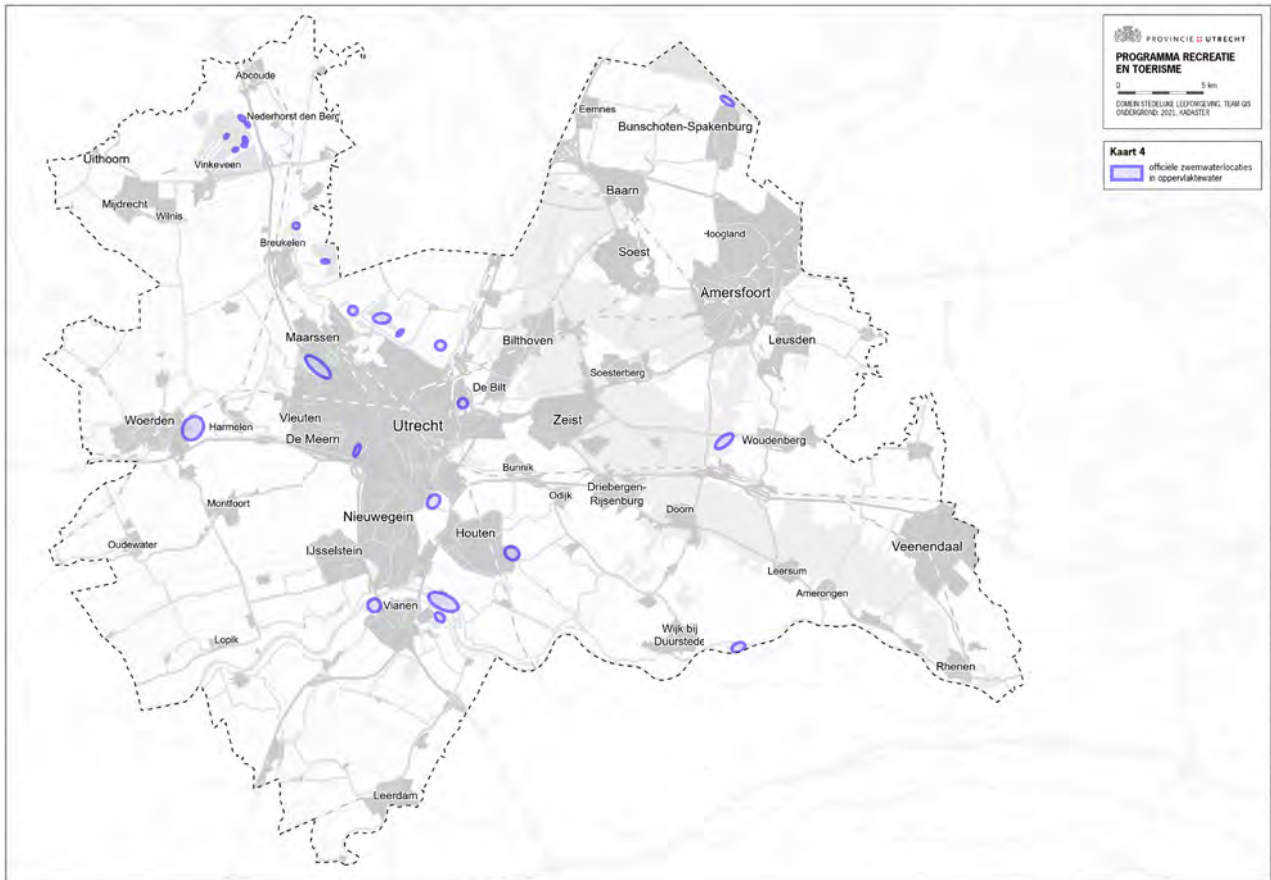 PROVINCIE UTRECHT
PROGRAMMA RECREATIE
EN TOERISME
0 5 km
DOMEIN STEDELIJKE LEEFOMGEVING, TEAM GIS
ONDERGROND: 2021, KADASTER
Kaart 4
officiële zwemwaterlocaties
in oppervlaktewater
Abcoude
Nederhorst den Berg
Eemnes
Bunschoten-Spakenburg
Uithoorn
Vinkeveen
Baarn
Mijdrecht
Wilnis
Hoogland
Breukelen
Soest
Amersfoort
Maarssen
Bilthoven
Leusden
Soesterberg
De Bilt
Woerden
Harmelen
Vleuten
Utrecht
Zeist
De Meern
Woudenberg
Bunnik
Odijk
Driebergen-
Rijsenburg
Montfoort
Nieuwegein
Doorn
Houten
Oudewater
IJsselstein
Veenendaal
Leersum
Amerongen
Vianen
Lopik
Wijk bij
Duurstede
Rhenen
Leerdam